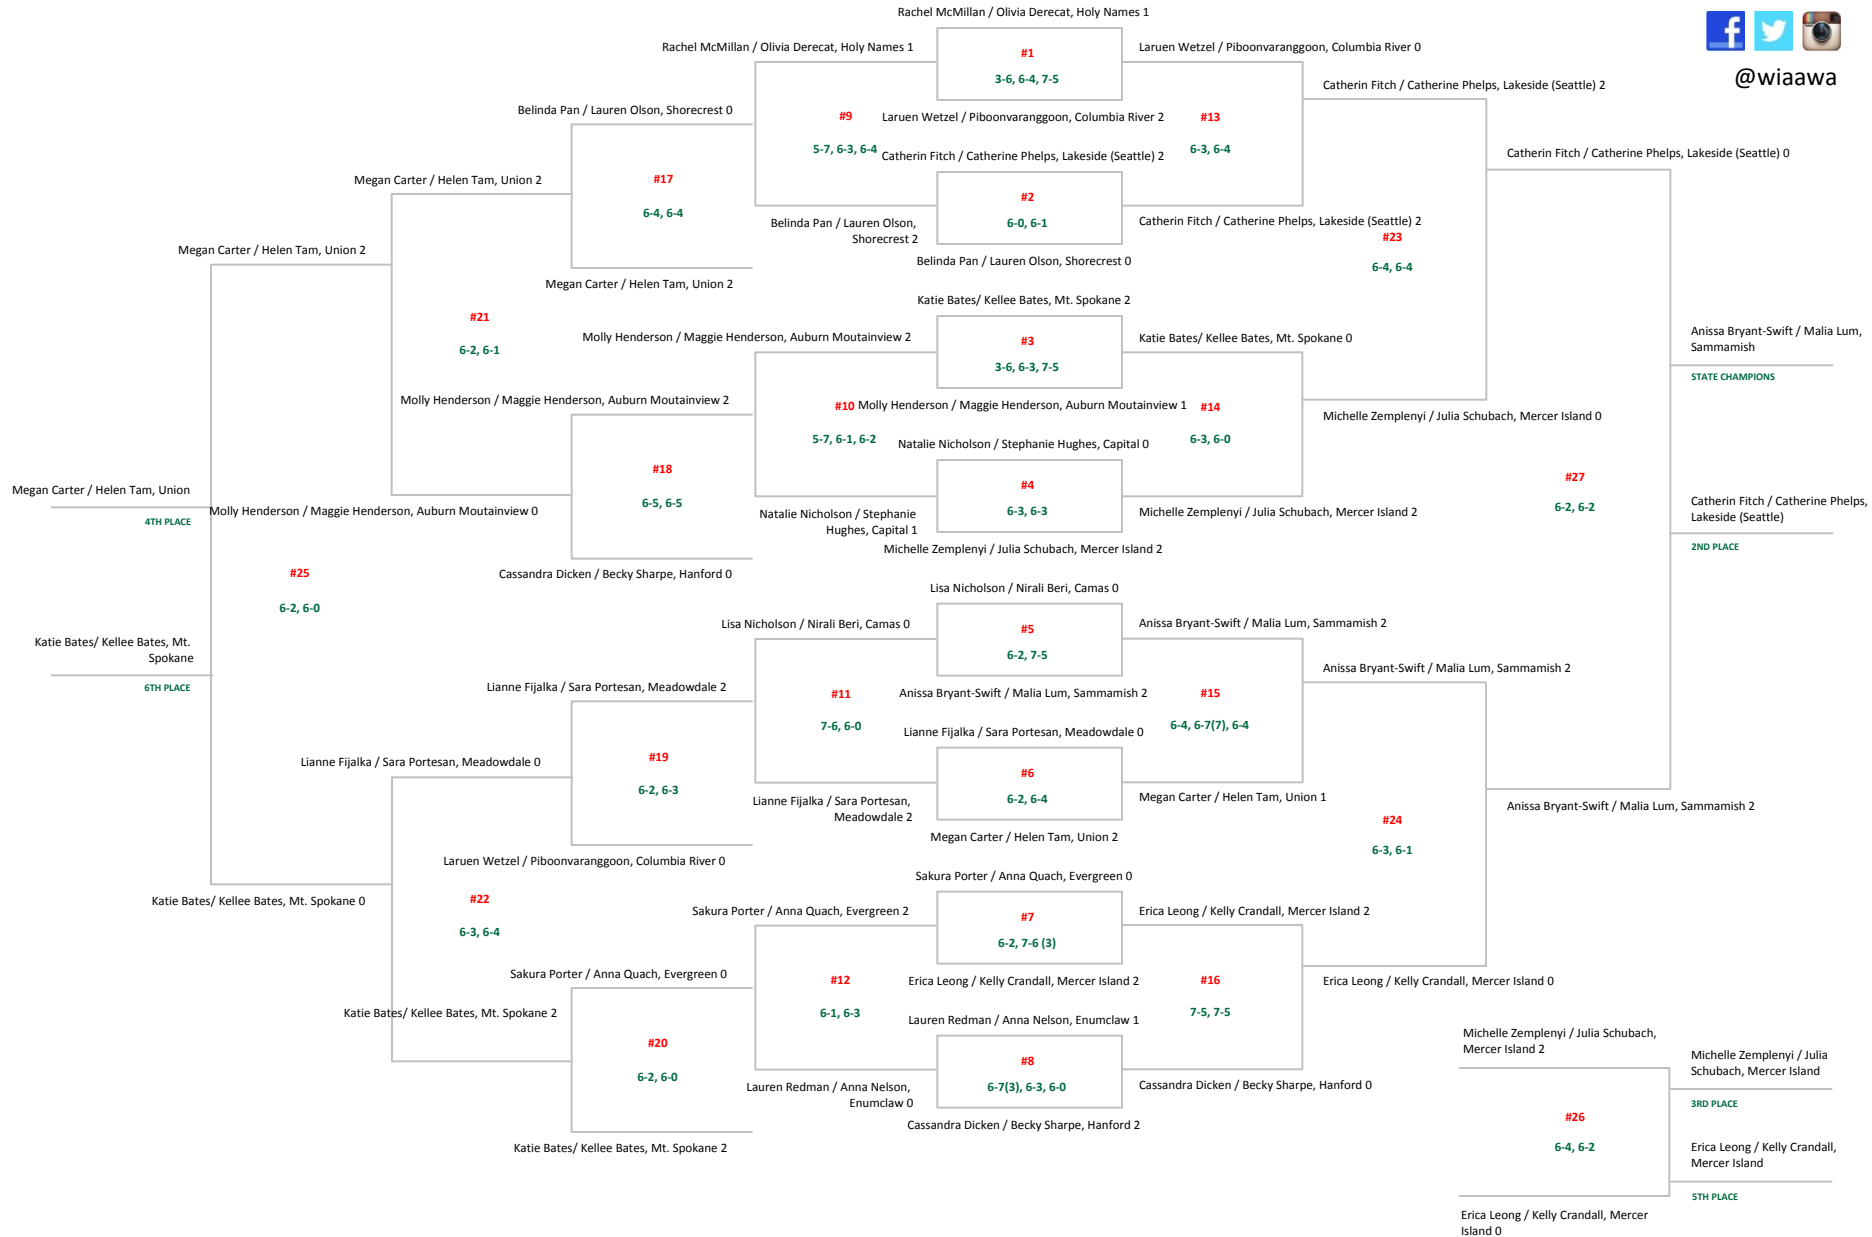 Rachel McMillan / Olivia Derecat, Holy Names 1
Rachel McMillan / Olivia Derecat, Holy Names 1
#1
3-6, 6-4, 7-5
Laruen Wetzel / Piboonvaranggoon, Columbia River 0
@wiaawa
Catherin Fitch / Catherine Phelps, Lakeside (Seattle) 2
Belinda Pan / Lauren Olson, Shorecrest 0
#9
Laruen Wetzel / Piboonvaranggoon, Columbia River 2
#13
5-7, 6-3, 6-4
Catherin Fitch / Catherine Phelps, Lakeside (Seattle) 2
6-3, 6-4
Catherin Fitch / Catherine Phelps, Lakeside (Seattle) 0
Megan Carter / Helen Tam, Union 2
#17
6-4, 6-4
#2
6-0, 6-1
Belinda Pan / Lauren Olson,
Shorecrest 2
Catherin Fitch / Catherine Phelps, Lakeside (Seattle) 2
#23
6-4, 6-4
Megan Carter / Helen Tam, Union 2
Belinda Pan / Lauren Olson, Shorecrest 0
Megan Carter / Helen Tam, Union 2
Katie Bates/ Kellee Bates, Mt. Spokane 2
#21
6-2, 6-1
Molly Henderson / Maggie Henderson, Auburn Moutainview 2
#3
3-6, 6-3, 7-5
Katie Bates/ Kellee Bates, Mt. Spokane 0
Anissa Bryant-Swift / Malia Lum,
Sammamish
STATE CHAMPIONS
Molly Henderson / Maggie Henderson, Auburn Moutainview 2
#10
Molly Henderson / Maggie Henderson, Auburn Moutainview 1
#14
Michelle Zemplenyi / Julia Schubach, Mercer Island 0
5-7, 6-1, 6-2
Natalie Nicholson / Stephanie Hughes, Capital 0
6-3, 6-0
#18
6-5, 6-5
#4
6-3, 6-3
#27
6-2, 6-2
Megan Carter / Helen Tam, Union
4TH PLACE
Molly Henderson / Maggie Henderson, Auburn Moutainview 0
Natalie Nicholson / Stephanie
Hughes, Capital 1
Michelle Zemplenyi / Julia Schubach, Mercer Island 2
Catherin Fitch / Catherine Phelps,
Lakeside (Seattle)
2ND PLACE
Michelle Zemplenyi / Julia Schubach, Mercer Island 2
#25
6-2, 6-0
Cassandra Dicken / Becky Sharpe, Hanford 0
Lisa Nicholson / Nirali Beri, Camas 0
Lisa Nicholson / Nirali Beri, Camas 0
#5
6-2, 7-5
Anissa Bryant-Swift / Malia Lum, Sammamish 2
Katie Bates/ Kellee Bates, Mt.
Spokane
6TH PLACE
Anissa Bryant-Swift / Malia Lum, Sammamish 2
Lianne Fijalka / Sara Portesan, Meadowdale 2
#11
Anissa Bryant-Swift / Malia Lum, Sammamish 2
#15
7-6, 6-0
Lianne Fijalka / Sara Portesan, Meadowdale 0
6-4, 6-7(7), 6-4
Lianne Fijalka / Sara Portesan, Meadowdale 0
#19
6-2, 6-3
#6
6-2, 6-4
Lianne Fijalka / Sara Portesan,
Meadowdale 2
Megan Carter / Helen Tam, Union 1
Anissa Bryant-Swift / Malia Lum, Sammamish 2
#24
6-3, 6-1
Megan Carter / Helen Tam, Union 2
Laruen Wetzel / Piboonvaranggoon, Columbia River 0
Sakura Porter / Anna Quach, Evergreen 0
Katie Bates/ Kellee Bates, Mt. Spokane 0
#22
6-3, 6-4
Sakura Porter / Anna Quach, Evergreen 2
#7
6-2, 7-6 (3)
Erica Leong / Kelly Crandall, Mercer Island 2
Sakura Porter / Anna Quach, Evergreen 0
#12
6-1, 6-3
Erica Leong / Kelly Crandall, Mercer Island 2
#16
7-5, 7-5
Erica Leong / Kelly Crandall, Mercer Island 0
Katie Bates/ Kellee Bates, Mt. Spokane 2
Lauren Redman / Anna Nelson, Enumclaw 1
#20
6-2, 6-0
#8
6-7(3), 6-3, 6-0
Lauren Redman / Anna Nelson,
Enumclaw 0
Cassandra Dicken / Becky Sharpe, Hanford 0
Cassandra Dicken / Becky Sharpe, Hanford 2
Katie Bates/ Kellee Bates, Mt. Spokane 2
Michelle Zemplenyi / Julia Schubach,
Mercer Island 2
Michelle Zemplenyi / Julia
Schubach, Mercer Island
3RD PLACE
#26
6-4, 6-2
Erica Leong / Kelly Crandall,
Mercer Island
5TH PLACE
Erica Leong / Kelly Crandall, Mercer
Island 0